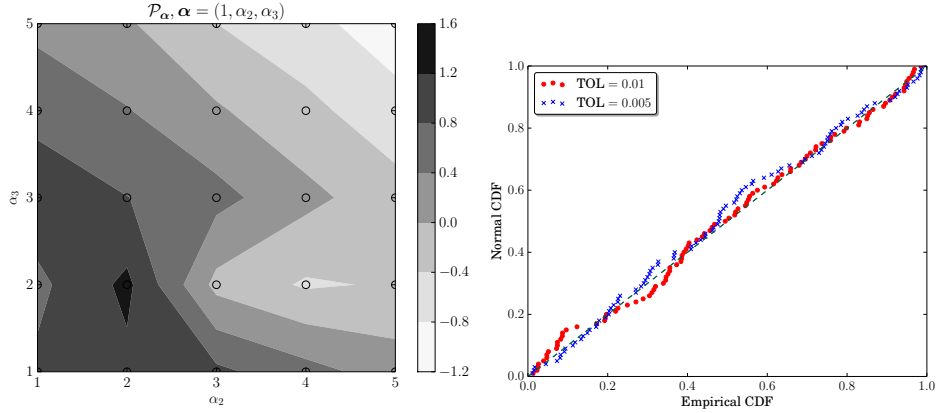 𝒫_α, α = (1, α₂, α₃)
5
4
3
2
1
α₃
1 2 3 4 5
α₂
1.6
1.2
0.8
0.4
0.0
−0.4
−0.8
−1.2
TOL = 0.01
TOL = 0.005
1.0
0.8
0.6
0.4
0.2
0.0
Normal CDF
0.0 0.2 0.4 0.6 0.8 1.0
Empirical CDF